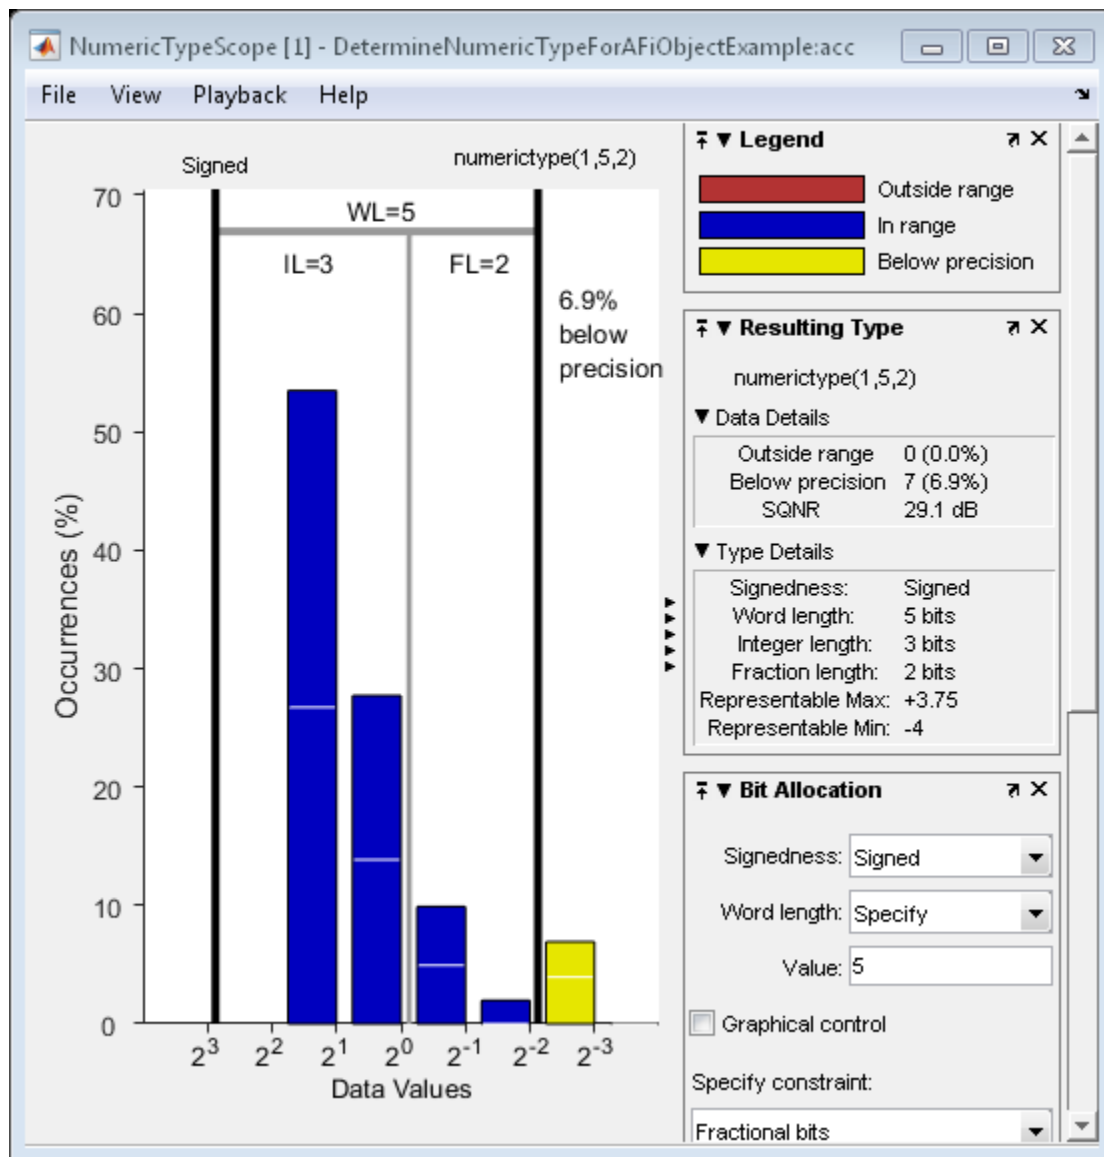 NumericTypeScope [1] - DetermineNumericTypeForAFiObjectExample:acc
File View Playback Help
Signed
numerictype(1,5,2)
WL=5
IL=3
FL=2
6.9%
below
precision
70
60
50
40
30
20
10
0
Occurrences (%)
2^3 2^2 2^1 2^0 2^-1 2^-2 2^-3
Data Values
Legend
Outside range
In range
Below precision
Resulting Type
numerictype(1,5,2)
Data Details
Outside range 0 (0.0%)
Below precision 7 (6.9%)
SQNR 29.1 dB
Type Details
Signedness: Signed
Word length: 5 bits
Integer length: 3 bits
Fraction length: 2 bits
Representable Max: +3.75
Representable Min: -4
Bit Allocation
Signedness: Signed
Word length: Specify
Value: 5
Graphical control
Specify constraint:
Fractional bits